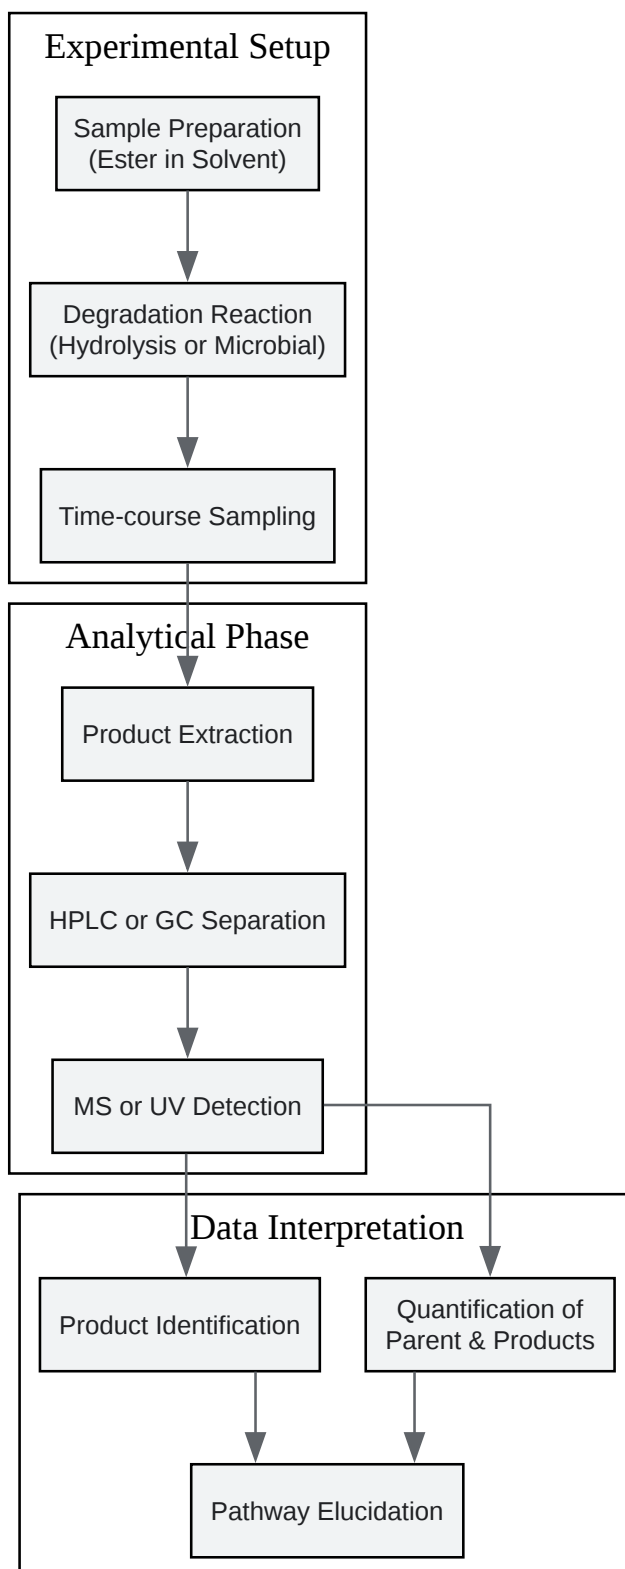 Experimental Setup
Sample Preparation
(Ester in Solvent)
Degradation Reaction
(Hydrolysis or Microbial)
Time-course Sampling
Analytical Phase
Product Extraction
HPLC or GC Separation
MS or UV Detection
Data Interpretation
Product Identification
Quantification of
Parent & Products
Pathway Elucidation